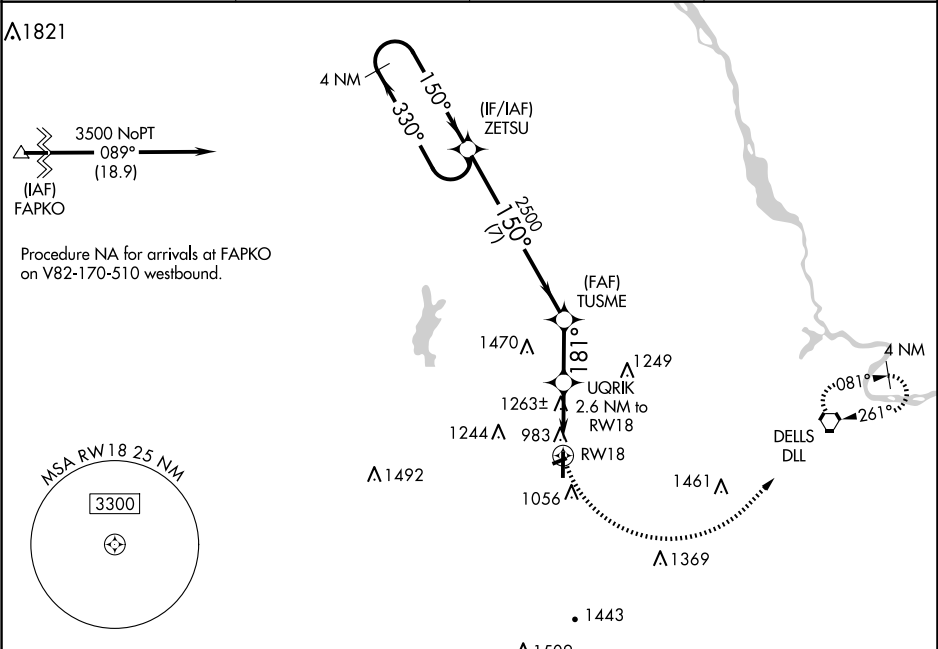 1821
4 NM
150°
330°
(IF/IAF)
ZETSU
3500 NoPT
089°
(18.9)
(IAF)
FAPKO
Procedure NA for arrivals at FAPKO
on V82-170-510 westbound.
2500
150°
(7)
(FAF)
TUSME
1470
181°
1249
4 NM
081°
261°
UQRIK
2.6 NM to
RW18
1263±
1244
983
DELLS
DLL
RW18
1492
1461
1056
MSA RW18 25 NM
3300
1369
1443